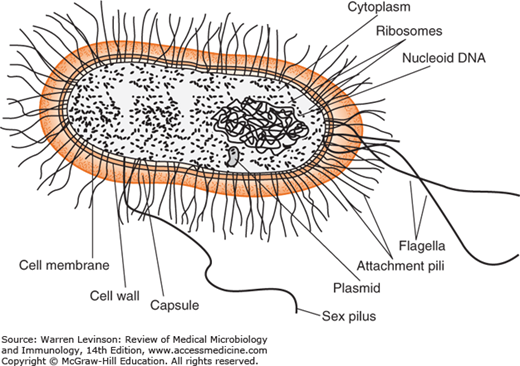 Cytoplasm
Ribosomes
Nucleoid DNA
Flagella
Attachment pili
Plasmid
Sex pilus
Cell membrane
Cell wall
Capsule
Source: Warren Levinson: Review of Medical Microbiology
and Immunology, 14th Edition, www.accessmedicine.com
Copyright © McGraw-Hill Education. All rights reserved.